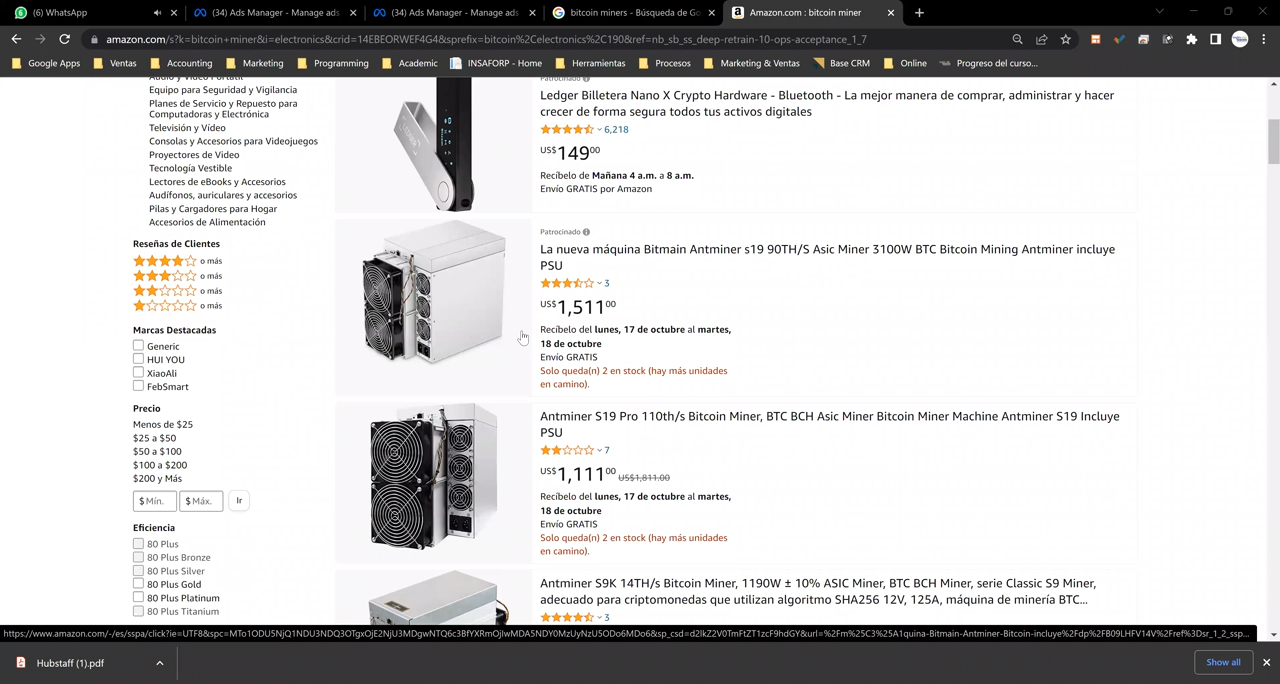 (6) WhatsApp
(34) Ads Manager - Manage ads
(34) Ads Manager - Manage ads
bitcoin miners - Búsqueda de Go
Amazon.com : bitcoin miner
amazon.com/s?k=bitcoin+miner&i=electronics&crid=14EBEORWEF4G4&sprefix=bitcoin%2Celectronics%2C190&ref=nb_sb_ss_deep-retrain-10-ops-acceptance_1_7
Google Apps
Ventas
Accounting
Marketing
Programming
Academic
INSAFORP - Home
Herramientas
Procesos
Marketing & Ventas
Base CRM
Online
Progreso del curso...
Audio y Video Portátil
Equipo para Seguridad y Vigilancia
Planes de Servicio y Repuesto para
Computadoras y Electrónica
Televisión y Vídeo
Consolas y Accesorios para Videojuegos
Proyectores de Video
Tecnología Vestible
Lectores de eBooks y Accesorios
Audífonos, auriculares y accesorios
Pilas y Cargadores para Hogar
Accesorios de Alimentación
Reseñas de Clientes
o más
o más
o más
o más
Marcas Destacadas
Generic
HUI YOU
XiaoAli
FebSmart
Precio
Menos de $25
$25 a $50
$50 a $100
$100 a $200
$200 y Más
$ Mín.
$ Máx.
Ir
Eficiencia
80 Plus
80 Plus Bronze
80 Plus Silver
80 Plus Gold
80 Plus Platinum
80 Plus Titanium
Patrocinado
Ledger Billetera Nano X Crypto Hardware - Bluetooth - La mejor manera de comprar, administrar y hacer
crecer de forma segura todos tus activos digitales
6,218
US$14900
Recíbelo de Mañana 4 a.m. a 8 a.m.
Envío GRATIS por Amazon
Patrocinado
La nueva máquina Bitmain Antminer s19 90TH/S Asic Miner 3100W BTC Bitcoin Mining Antminer incluye
PSU
3
US$1,51100
Recíbelo del lunes, 17 de octubre al martes,
18 de octubre
Envío GRATIS
Solo queda(n) 2 en stock (hay más unidades
en camino).
Antminer S19 Pro 110th/s Bitcoin Miner, BTC BCH Asic Miner Bitcoin Miner Machine Antminer S19 Incluye
PSU
7
US$1,11100 US$1,811.00
Recíbelo del lunes, 17 de octubre al martes,
18 de octubre
Envío GRATIS
Solo queda(n) 2 en stock (hay más unidades
en camino).
Antminer S9K 14TH/s Bitcoin Miner, 1190W ± 10% ASIC Miner, BTC BCH Miner, serie Classic S9 Miner,
adecuado para criptomonedas que utilizan algoritmo SHA256 12V, 125A, máquina de minería BTC...
3
Hubstaff (1).pdf
Show all